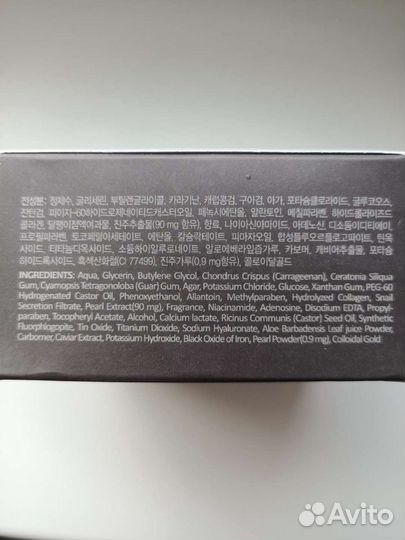 전성분: 정제수, 글리세린, 부틸렌글라이콜, 카라기난, 캐럽콩검, 구아검, 아가, 포타슘클로라이드, 글루코오스,
잔탄검, 피이지-60하이드로제네이티드캐스터오일, 페녹시에탄올, 알란토인, 메칠파라벤, 하이드롤라이즈드
콜라겐, 달팽이점액여과물, 진주추출물(90 mg 함유), 향료, 나이아신아마이드, 아데노신, 디소듐이디티에이,
프로필파라벤, 토코페릴아세테이트, 에탄올, 칼슘락테이트, 피마자오일, 합성플루오르플로고파이트, 틴옥
사이드, 티타늄디옥사이드, 소듐하이알루로네이트, 알로에베라잎즙가루, 카보머, 캐비어추출물, 포타슘
하이드록사이드, 흑색산화철(CI 77499), 진주가루(0.9 mg함유), 콜로이달골드
INGREDIENTS: Aqua, Glycerin, Butylene Glycol, Chondrus Crispus (Carrageenan), Ceratonia Siliqua
Gum, Cyamopsis Tetragonoloba (Guar) Gum, Agar, Potassium Chloride, Glucose, Xanthan Gum, PEG-60
Hydrogenated Castor Oil, Phenoxyethanol, Allantoin, Methylparaben, Hydrolyzed Collagen, Snail
Secretion Filtrate, Pearl Extract(90 mg), Fragrance, Niacinamide, Adenosine, Disodium EDTA, Propyl-
paraben, Tocopheryl Acetate, Alcohol, Calcium lactate, Ricinus Communis (Castor) Seed Oil, Synthetic
Fluorphlogopite, Tin Oxide, Titanium Dioxide, Sodium Hyaluronate, Aloe Barbadensis Leaf juice Powder,
Carbomer, Caviar Extract, Potassium Hydroxide, Black Oxide of Iron, Pearl Powder(0.9 mg), Colloidal Gold
Avito